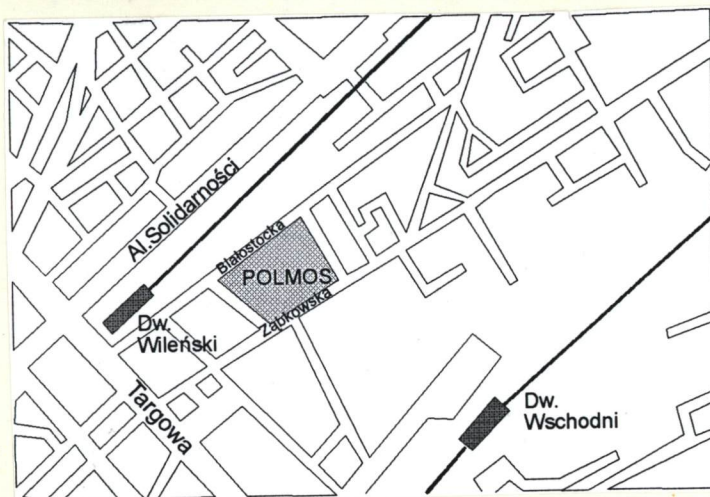 Al.Solidarności
Białostocka
POLMOS
Ząbkowska
Dw.
Wileński
Targowa
Dw.
Wschodni